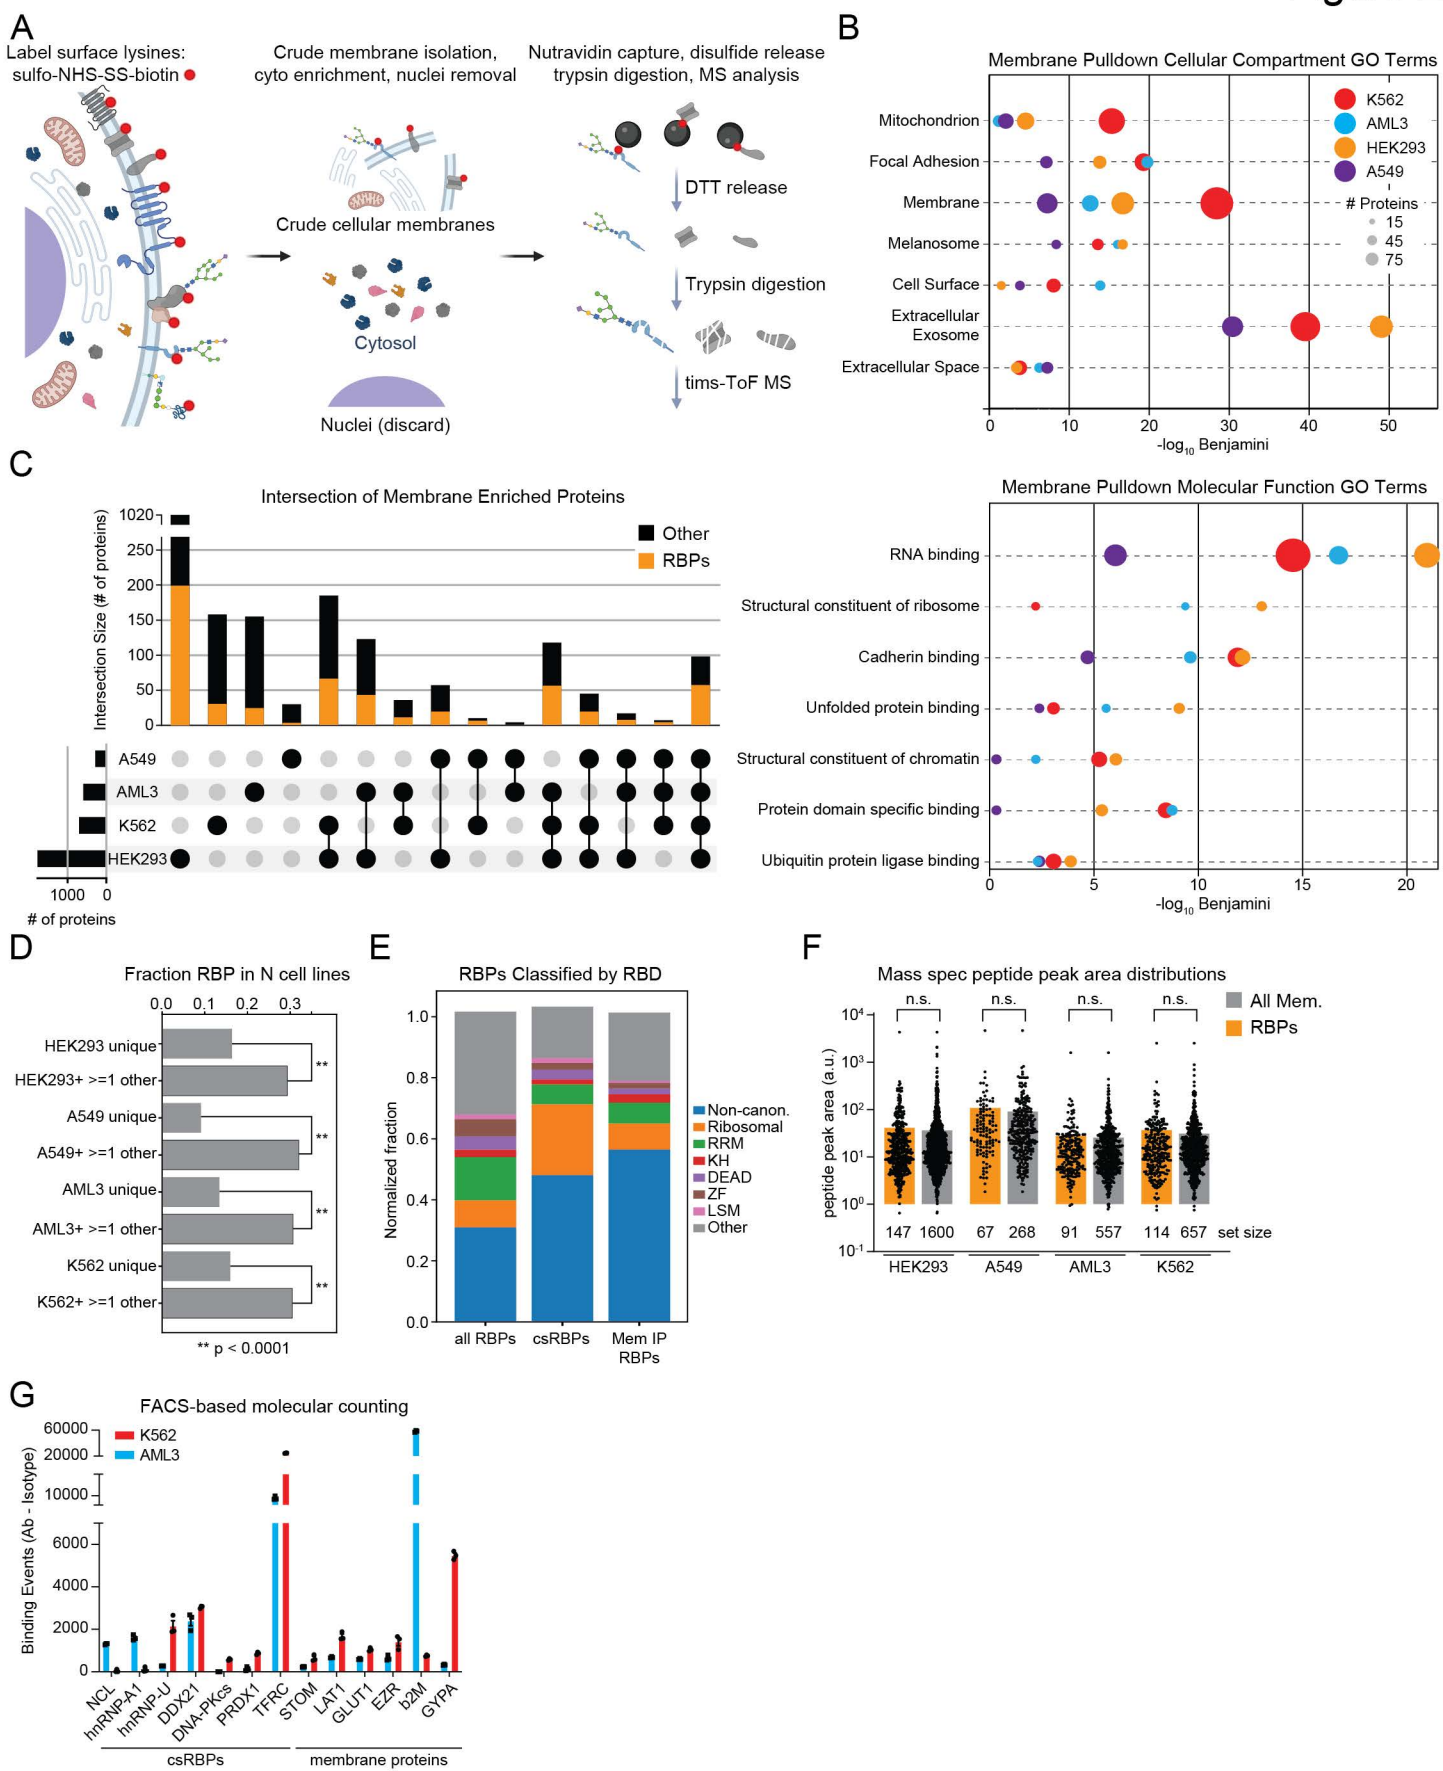 A
Label surface lysines:
sulfo-NHS-SS-biotin
Crude membrane isolation,
cyto enrichment, nuclei removal
Nutravidin capture, disulfide release
trypsin digestion, MS analysis
Crude cellular membranes
Cytosol
Nuclei (discard)
DTT release
Trypsin digestion
tims-ToF MS
B
Membrane Pulldown Cellular Compartment GO Terms
Mitochondrion
Focal Adhesion
Membrane
Melanosome
Cell Surface
Extracellular
Exosome
Extracellular Space
K562
AML3
HEK293
A549
# Proteins
15
45
75
0 10 20 30 40 50
-log10 Benjamini
Membrane Pulldown Molecular Function GO Terms
RNA binding
Structural constituent of ribosome
Cadherin binding
Unfolded protein binding
Structural constituent of chromatin
Protein domain specific binding
Ubiquitin protein ligase binding
0 5 10 15 20
-log10 Benjamini
C
Intersection of Membrane Enriched Proteins
Intersection Size (# of proteins)
1020
250
200
150
100
50
0
Other
RBPs
A549
AML3
K562
HEK293
1000 0
# of proteins
D
Fraction RBP in N cell lines
0.0 0.1 0.2 0.3
HEK293 unique
HEK293+ >=1 other
A549 unique
A549+ >=1 other
AML3 unique
AML3+ >=1 other
K562 unique
K562+ >=1 other
**
**
**
**
** p < 0.0001
E
RBPs Classified by RBD
Normalized fraction
1.0
0.8
0.6
0.4
0.2
0.0
all RBPs
csRBPs
Mem IP
RBPs
Non-canon.
Ribosomal
RRM
KH
DEAD
ZF
LSM
Other
F
Mass spec peptide peak area distributions
n.s. n.s. n.s. n.s.
All Mem.
RBPs
peptide peak area (a.u.)
10⁴
10³
10²
10¹
10⁰
10⁻¹
147 1600 67 268 91 557 114 657 set size
HEK293 A549 AML3 K562
G
FACS-based molecular counting
K562
AML3
Binding Events (Ab - Isotype)
60000
20000
10000
6000
4000
2000
0
NCL
hnRNP-A1
hnRNP-U
DDX21
DNA-PKcs
PRDX1
TFRC
STOM
LAT1
GLUT1
EZR
b2M
GYPA
csRBPs
membrane proteins